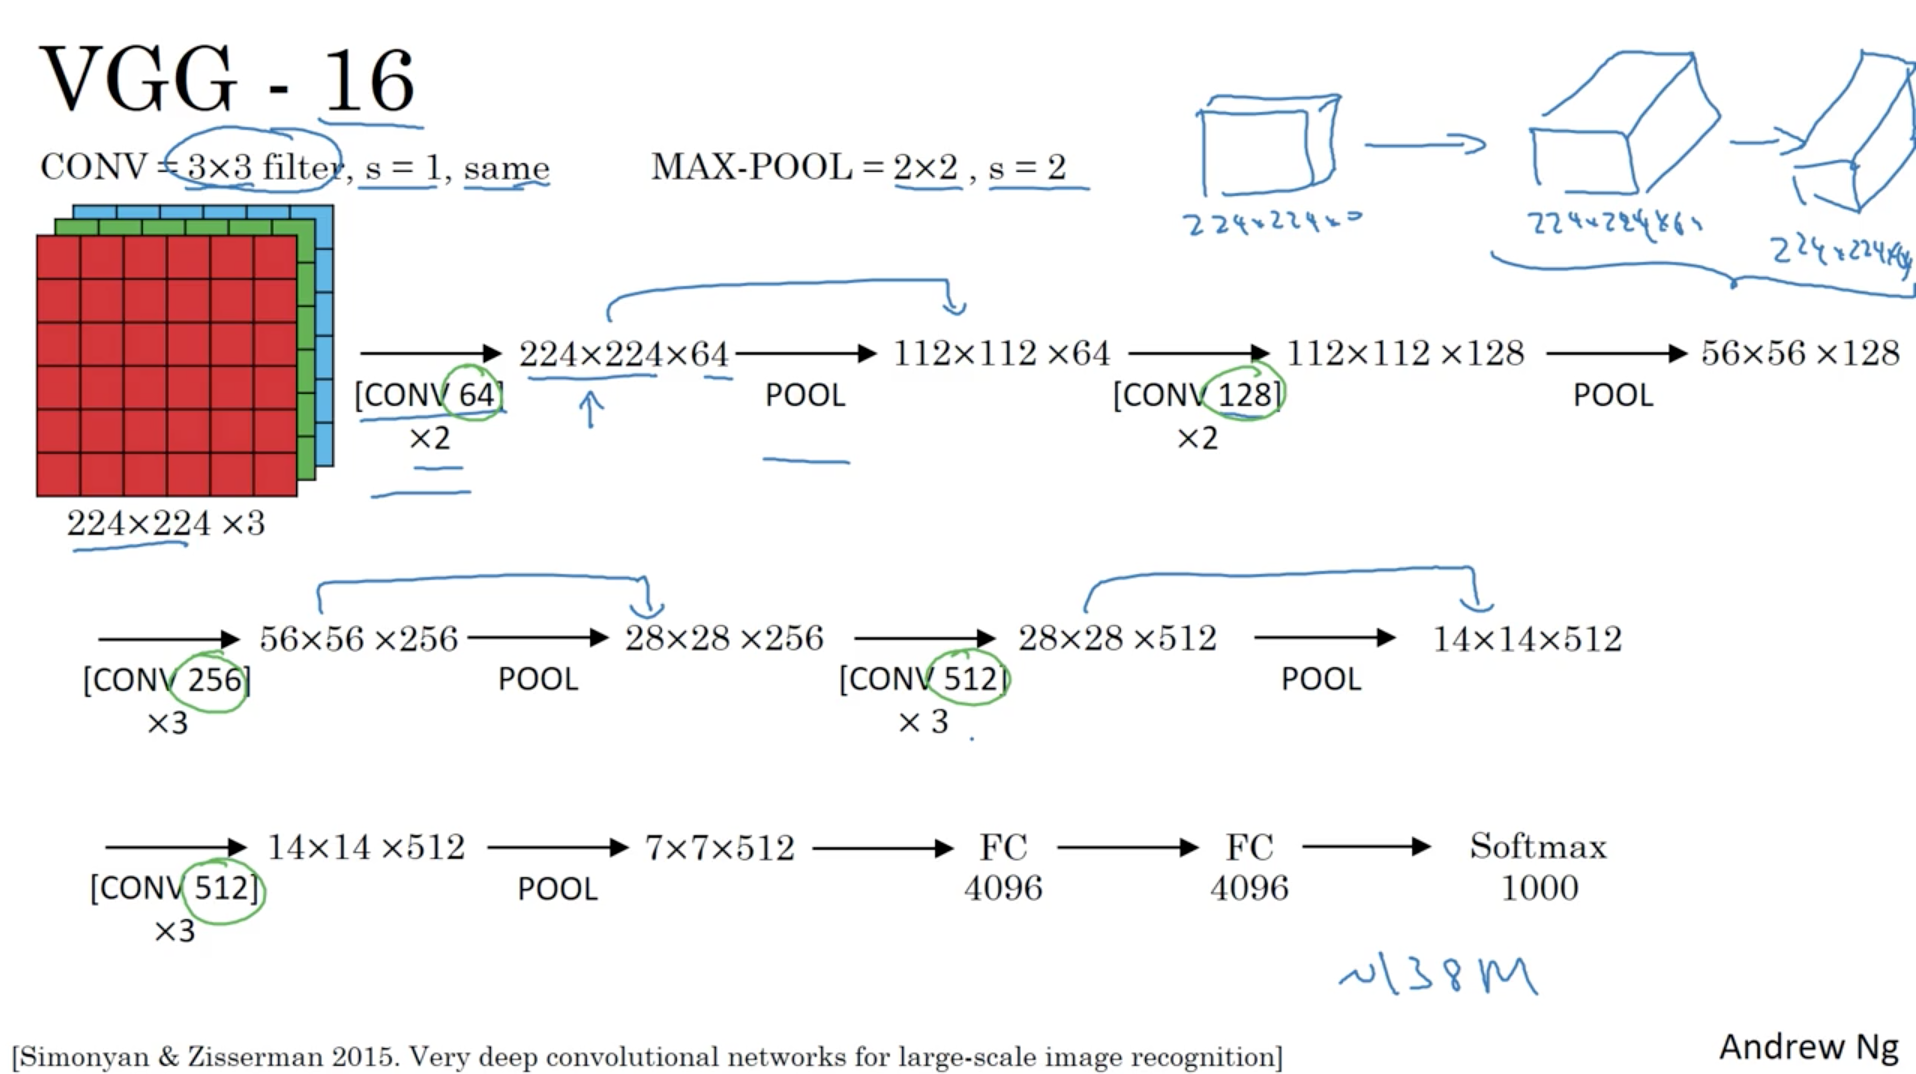 VGG - 16
CONV = 3×3 filter, s = 1, same
MAX-POOL = 2×2 , s = 2
224×224×3
224×224×64
224×224×64
224×224 ×3
[CONV 64]
×2
224×224×64
POOL
112×112 ×64
[CONV 128]
×2
112×112 ×128
POOL
56×56 ×128
[CONV 256]
×3
56×56 ×256
POOL
28×28 ×256
[CONV 512]
× 3
28×28 ×512
POOL
14×14×512
[CONV 512]
×3
14×14 ×512
POOL
7×7×512
FC
4096
FC
4096
Softmax
1000
~138M
[Simonyan & Zisserman 2015. Very deep convolutional networks for large-scale image recognition]
Andrew Ng